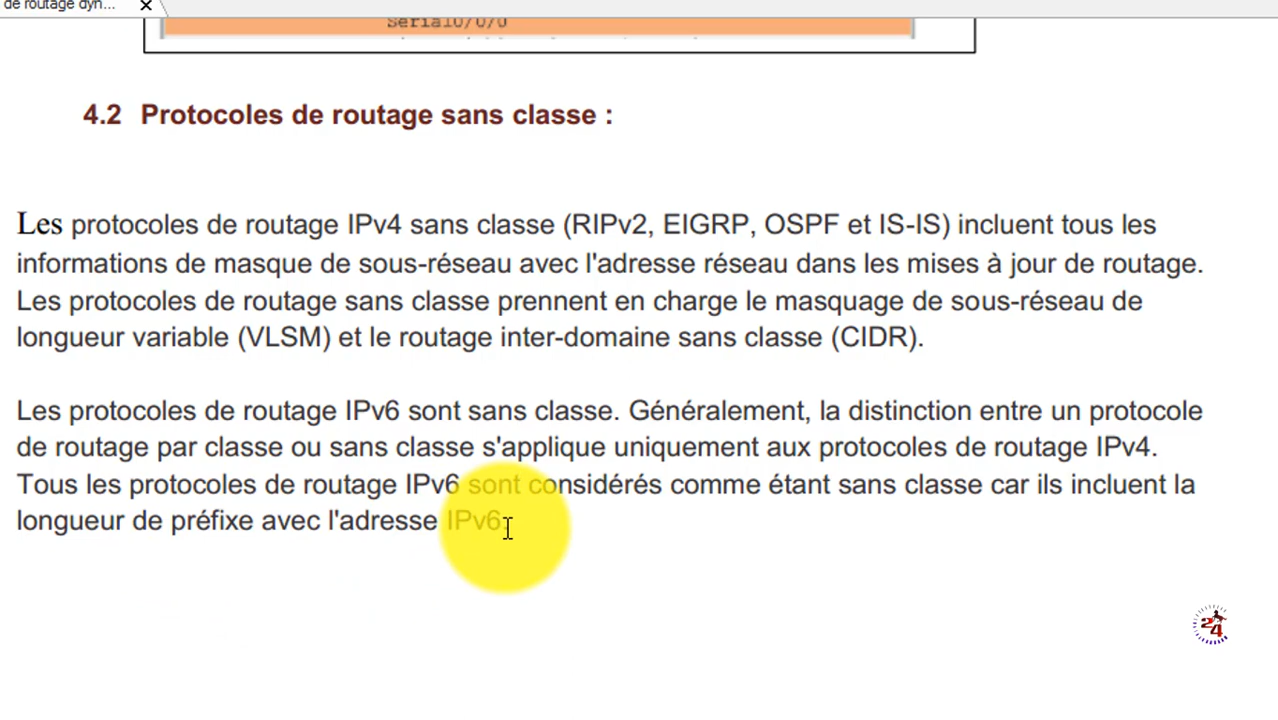 de routage dyn...
Serial0/0/0
4.2 Protocoles de routage sans classe :
Les protocoles de routage IPv4 sans classe (RIPv2, EIGRP, OSPF et IS-IS) incluent tous les
informations de masque de sous-réseau avec l'adresse réseau dans les mises à jour de routage.
Les protocoles de routage sans classe prennent en charge le masquage de sous-réseau de
longueur variable (VLSM) et le routage inter-domaine sans classe (CIDR).
Les protocoles de routage IPv6 sont sans classe. Généralement, la distinction entre un protocole
de routage par classe ou sans classe s'applique uniquement aux protocoles de routage IPv4.
Tous les protocoles de routage IPv6 sont considérés comme étant sans classe car ils incluent la
longueur de préfixe avec l'adresse IPv6.
24